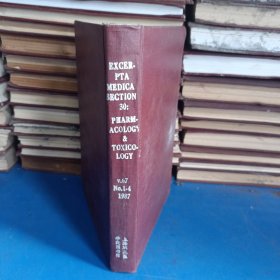 EXCER-
PTA
MEDICA
SECTION
30:
PHARM-
ACOLOGY
&
TOXICO-
LOGY
v.67
No.1-4
1987